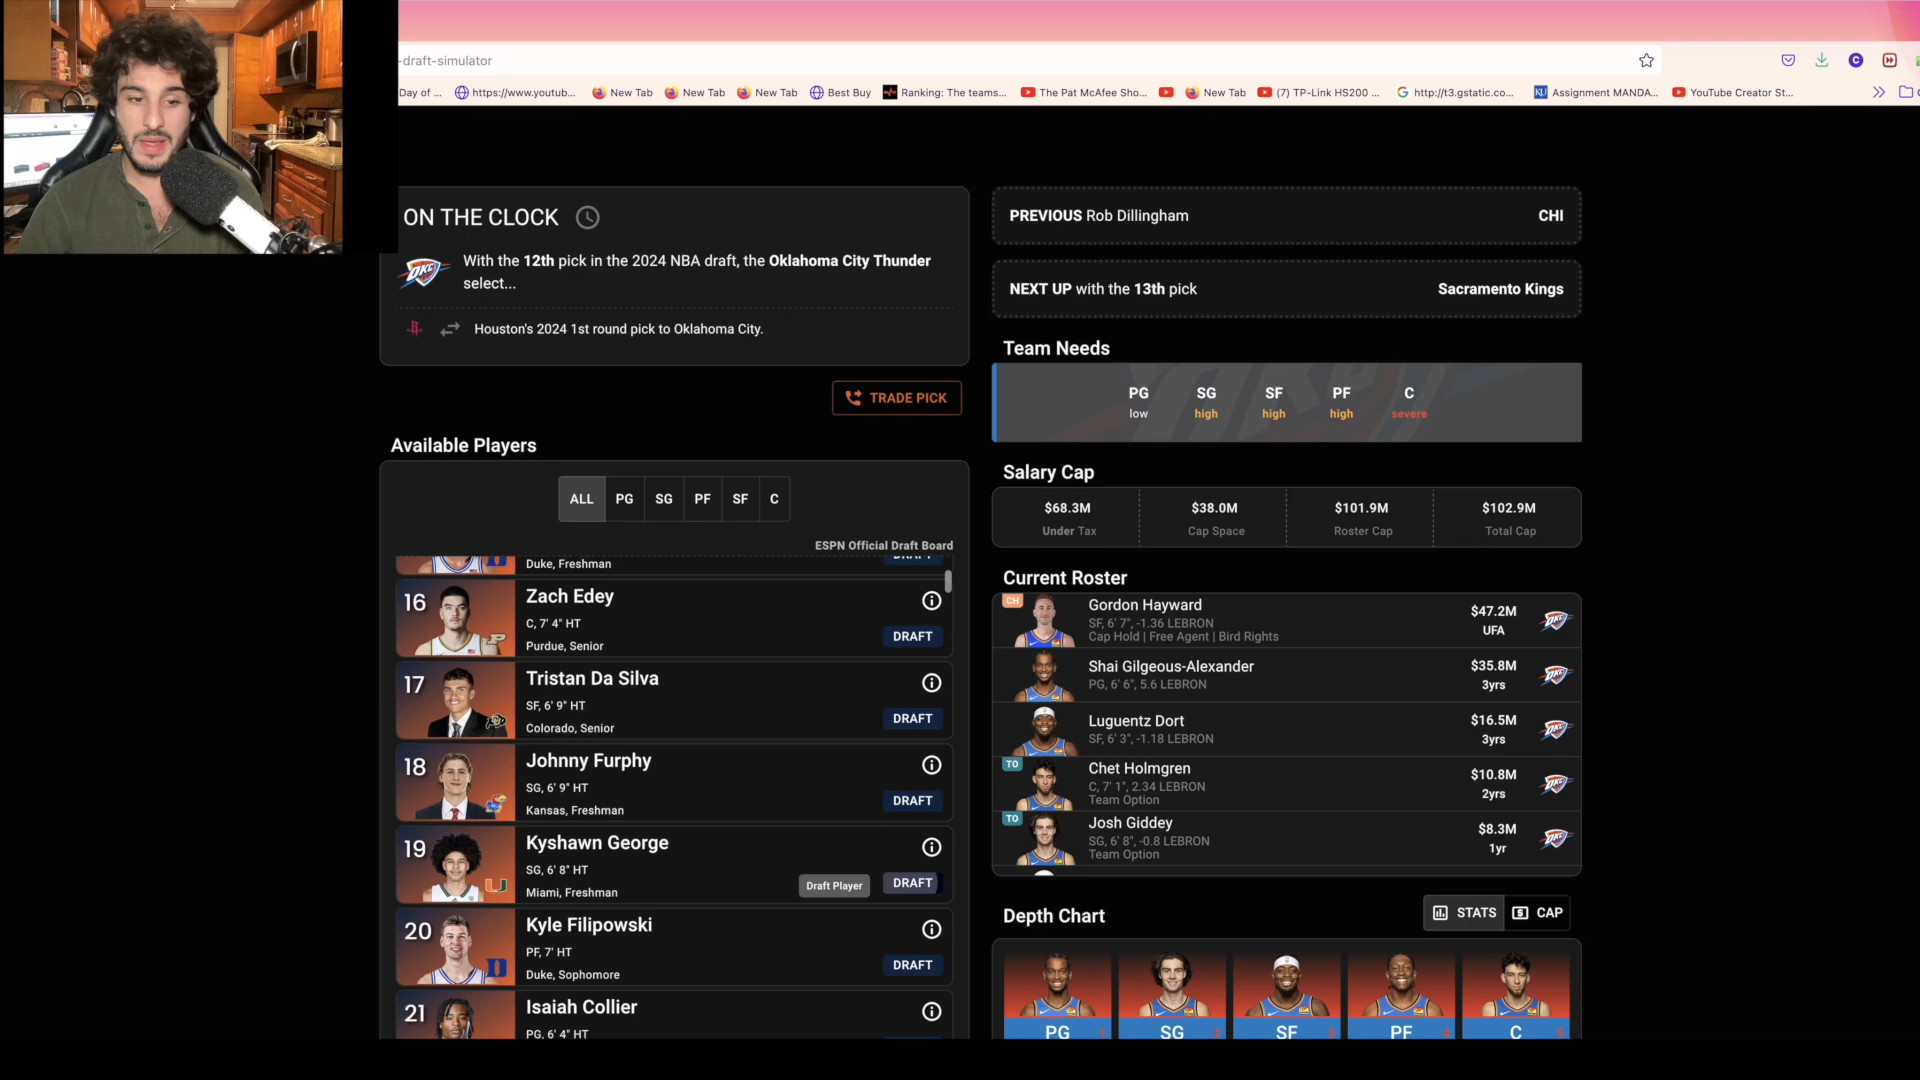 -draft-simulator
Day of ...
https://www.youtub...
New Tab
New Tab
New Tab
Best Buy
Ranking: The teams...
The Pat McAfee Sho...
New Tab
(7) TP-Link HS200 ...
http://t3.gstatic.co...
Assignment MANDA...
YouTube Creator St...
ON THE CLOCK
With the 12th pick in the 2024 NBA draft, the Oklahoma City Thunder
select...
Houston's 2024 1st round pick to Oklahoma City.
TRADE PICK
Available Players
ALL PG SG PF SF C
ESPN Official Draft Board
Duke, Freshman
DRAFT
16
Zach Edey
C, 7' 4" HT
Purdue, Senior
DRAFT
17
Tristan Da Silva
SF, 6' 9" HT
Colorado, Senior
DRAFT
18
Johnny Furphy
SG, 6' 9" HT
Kansas, Freshman
DRAFT
19
Kyshawn George
SG, 6' 8" HT
Miami, Freshman
Draft Player
DRAFT
20
Kyle Filipowski
PF, 7' HT
Duke, Sophomore
DRAFT
21
Isaiah Collier
PG, 6' 4" HT
PREVIOUS Rob Dillingham CHI
NEXT UP with the 13th pick Sacramento Kings
Team Needs
PG SG SF PF C
low high high high severe
Salary Cap
$68.3M $38.0M $101.9M $102.9M
Under Tax Cap Space Roster Cap Total Cap
Current Roster
CH
Gordon Hayward
SF, 6' 7", -1.36 LEBRON
Cap Hold | Free Agent | Bird Rights
$47.2M
UFA
Shai Gilgeous-Alexander
PG, 6' 6", 5.6 LEBRON
$35.8M
3yrs
Luguentz Dort
SF, 6' 3", -1.18 LEBRON
$16.5M
3yrs
TO
Chet Holmgren
C, 7' 1", 2.34 LEBRON
Team Option
$10.8M
2yrs
TO
Josh Giddey
SG, 6' 8", -0.8 LEBRON
Team Option
$8.3M
1yr
Depth Chart
STATS CAP
PG 1 SG 2 SF 3 PF 4 C 5